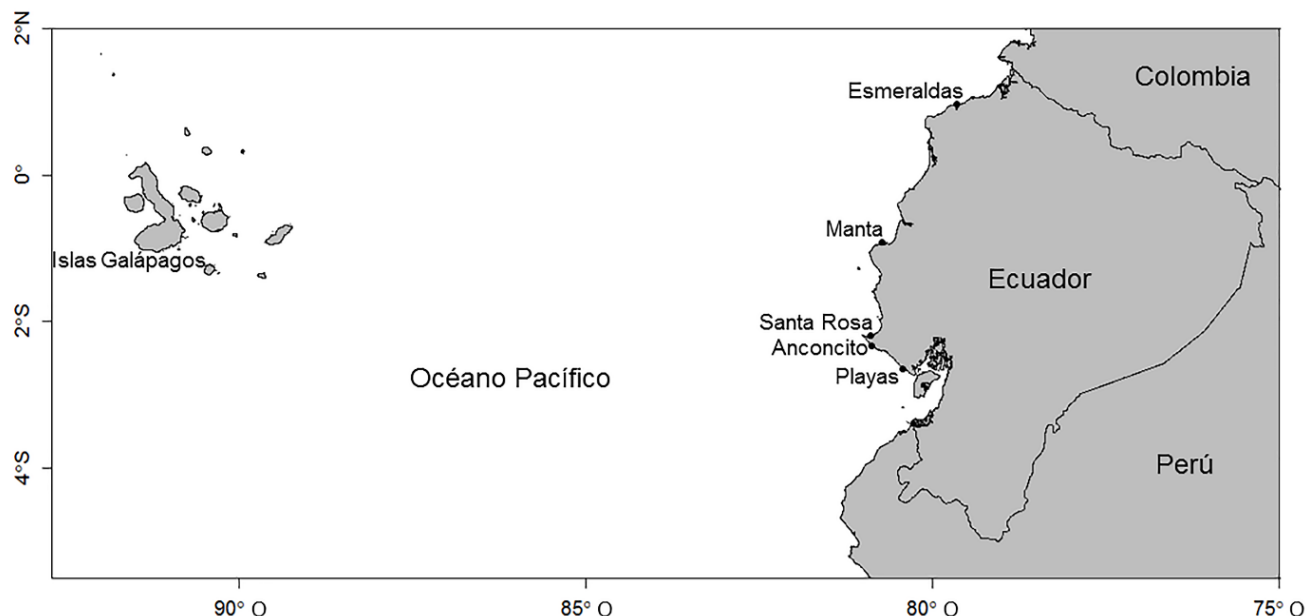 2°N
Colombia
Esmeraldas
0°
Manta
Islas Galápagos
Ecuador
2°S
Santa Rosa
Anconcito
Playas
Océano Pacífico
4°S
Perú
90° O
85° O
80° O
75° O